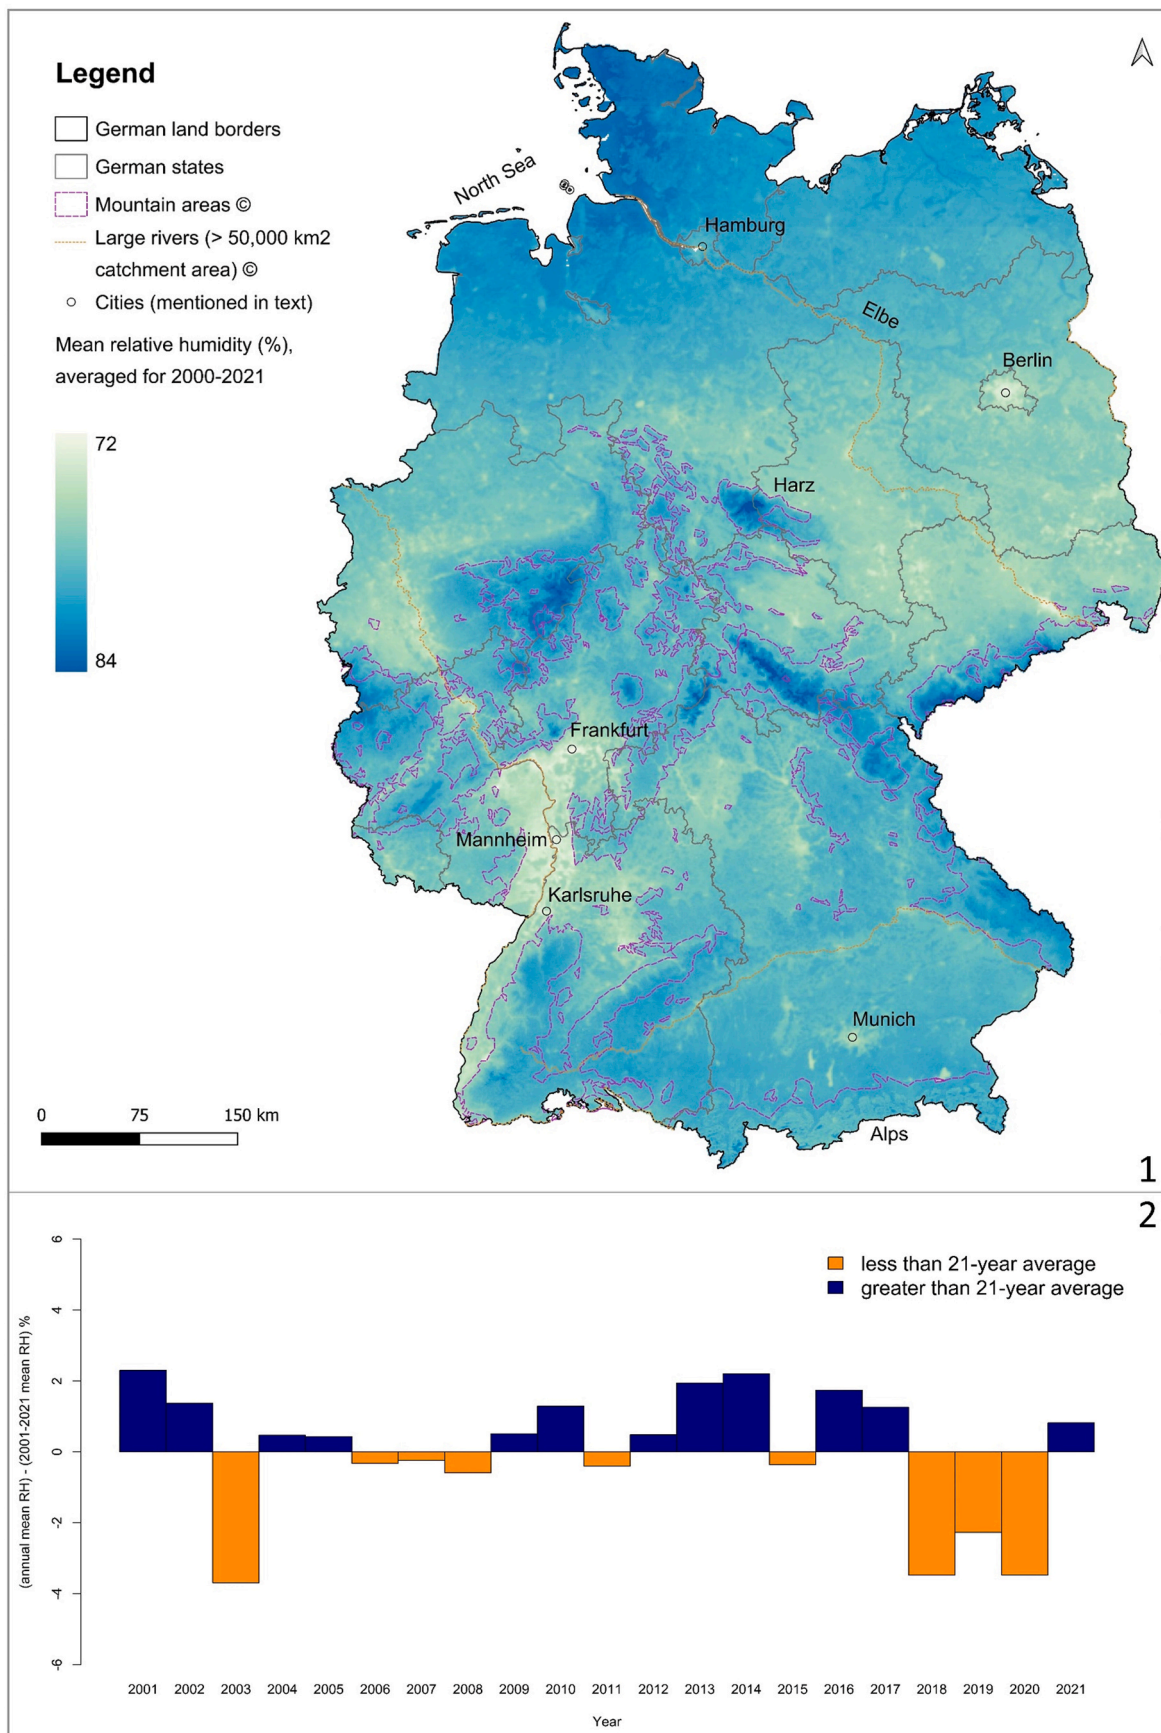 Legend
German land borders
German states
Mountain areas ©
Large rivers (> 50,000 km2
catchment area) ©
Cities (mentioned in text)
Mean relative humidity (%),
averaged for 2000-2021
72
84
North Sea
Hamburg
Elbe
Berlin
Harz
Frankfurt
Mannheim
Karlsruhe
Munich
Alps
0 75 150 km
1
2
less than 21-year average
greater than 21-year average
(annual mean RH) - (2001-2021 mean RH) %
6
4
2
0
-2
-4
-6
2001 2002 2003 2004 2005 2006 2007 2008 2009 2010 2011 2012 2013 2014 2015 2016 2017 2018 2019 2020 2021
Year